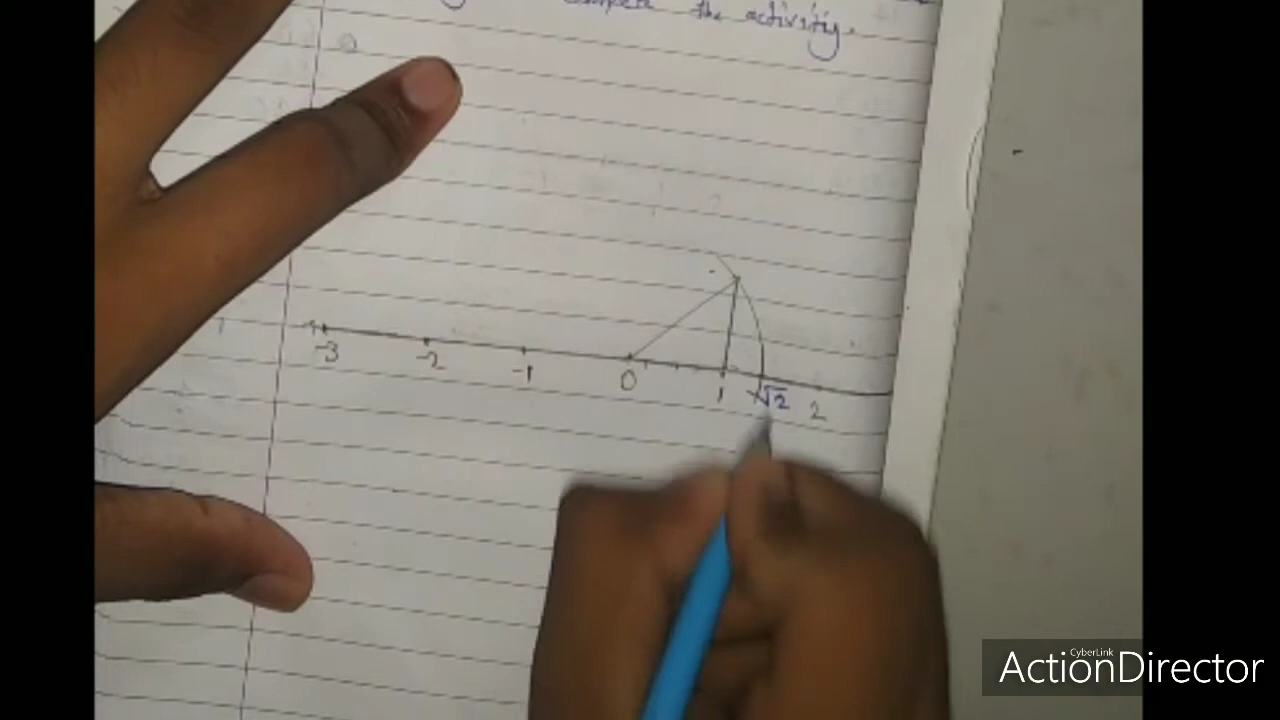 the activity.
-3 -2 -1 0 1 √2 2
CyberLink
ActionDirector